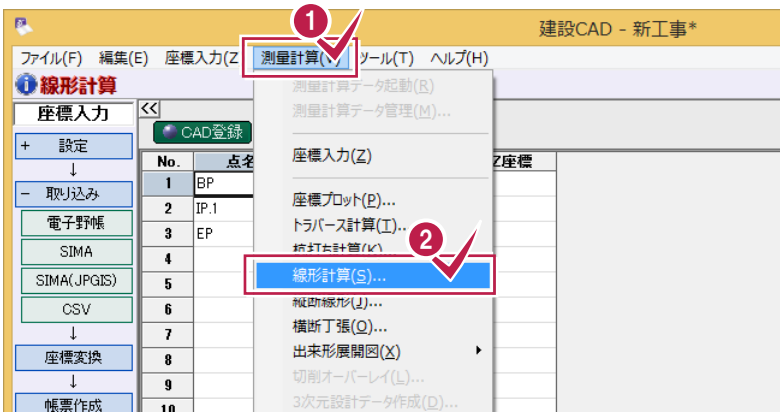 1
建設CAD - 新工事*
ファイル(F) 編集(E) 座標入力(Z 測量計算( ツール(T) ヘルプ(H)
線形計算
座標入力
<<
CAD登録
+ 設定
↓
- 取り込み
電子野帳
SIMA
SIMA(JPGIS)
CSV
↓
座標変換
↓
帳票作成
No. 点名 Z座標
1 BP
2 IP.1
3 EP
4
5
6
7
8
9
10
測量計算データ起動(R)
測量計算データ管理(M)...
座標入力(Z)
座標プロット(P)...
トラバース計算(T)...
杭打ち計算(K)
2
線形計算(S)...
縦断線形(J)...
横断丁張(O)...
出来形展開図(X)
切削オーバーレイ(L)...
3次元設計データ作成(D)...